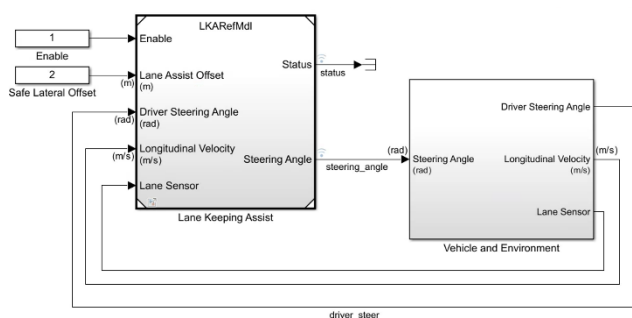 LKARefMdl
1
Enable
2
Safe Lateral Offset
Enable
(m)
Lane Assist Offset
(m)
(rad)
Driver Steering Angle
(rad)
(m/s)
Longitudinal Velocity
(m/s)
Lane Sensor
Status
status
Steering Angle
steering_angle
Lane Keeping Assist
(rad)
Steering Angle
(rad)
Driver Steering Angle
Longitudinal Velocity
(m/s)
(m/s)
Lane Sensor
Vehicle and Environment
driver_steer